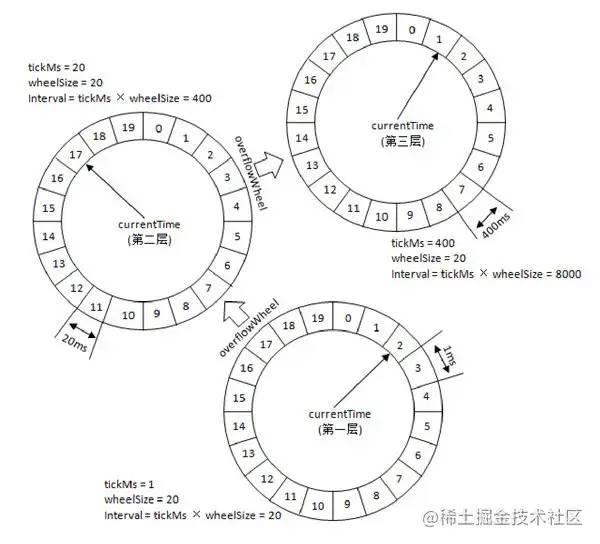 tickMs = 20
wheelSize = 20
Interval = tickMs × wheelSize = 400
0
1
2
3
4
5
6
7
8
9
10
11
12
13
14
15
16
17
18
19
currentTime
(第二层)
20ms
overflowWheel
0
1
2
3
4
5
6
7
8
9
10
11
12
13
14
15
16
17
18
19
currentTime
(第三层)
400ms
tickMs = 400
wheelSize = 20
Interval = tickMs × wheelSize = 8000
overflowWheel
0
1
2
3
4
5
6
7
8
9
10
11
12
13
14
15
16
17
18
19
currentTime
(第一层)
1ms
tickMs = 1
wheelSize = 20
Interval = tickMs × wheelSize = 20
@稀土掘金技术社区